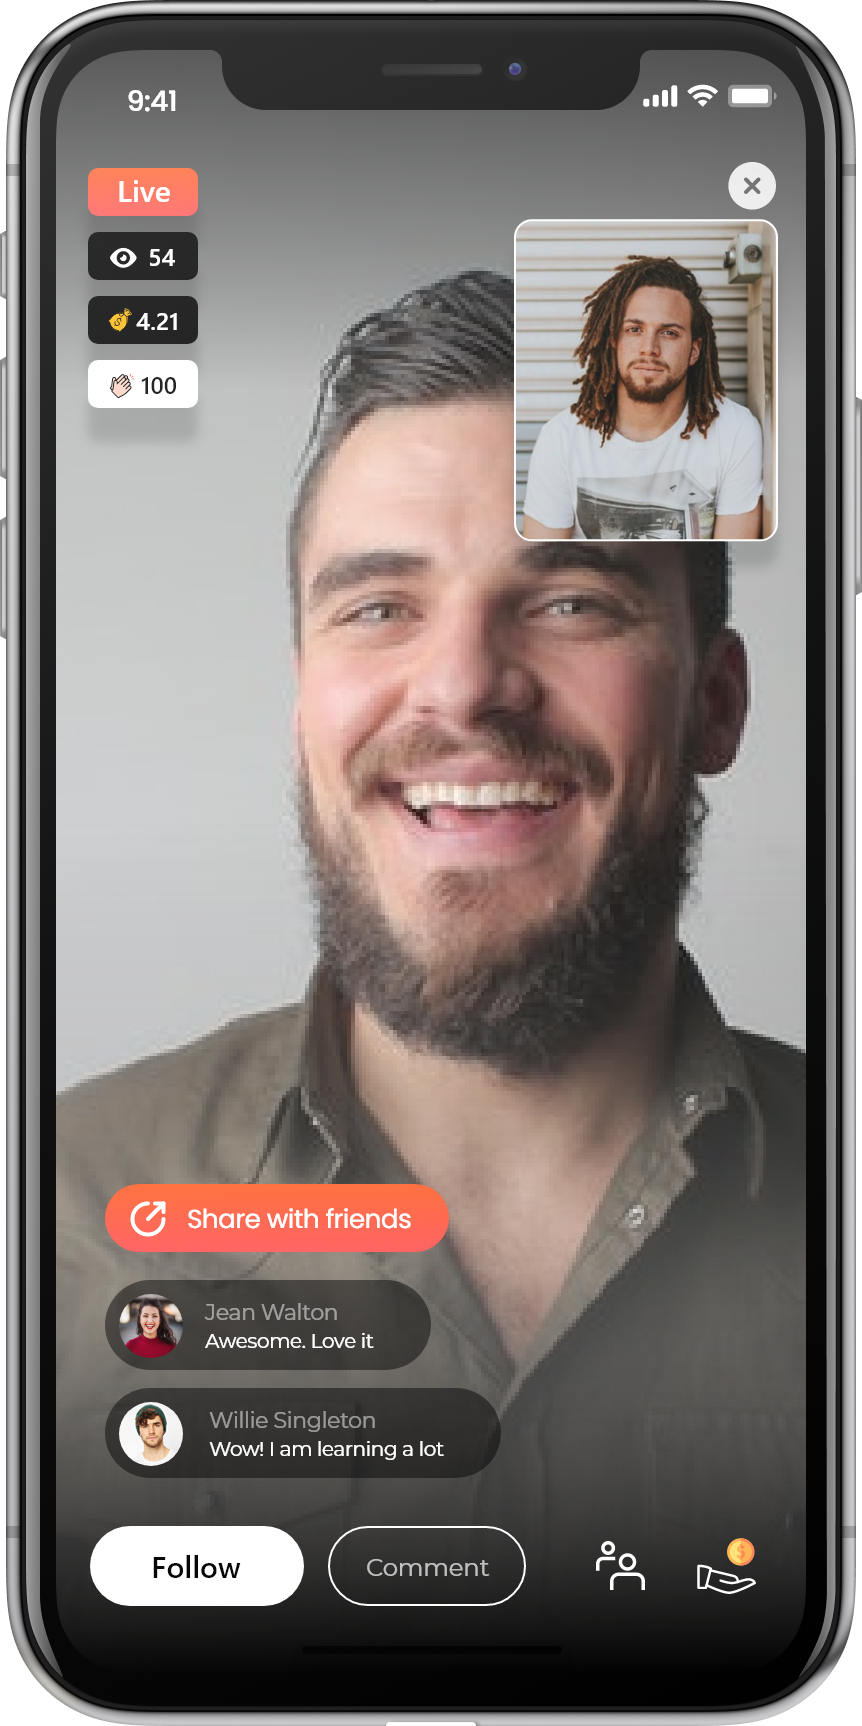 9:41
Live
54
4.21
100
Share with friends
Jean Walton
Awesome. Love it
Willie Singleton
Wow! I am learning a lot
Follow
Comment